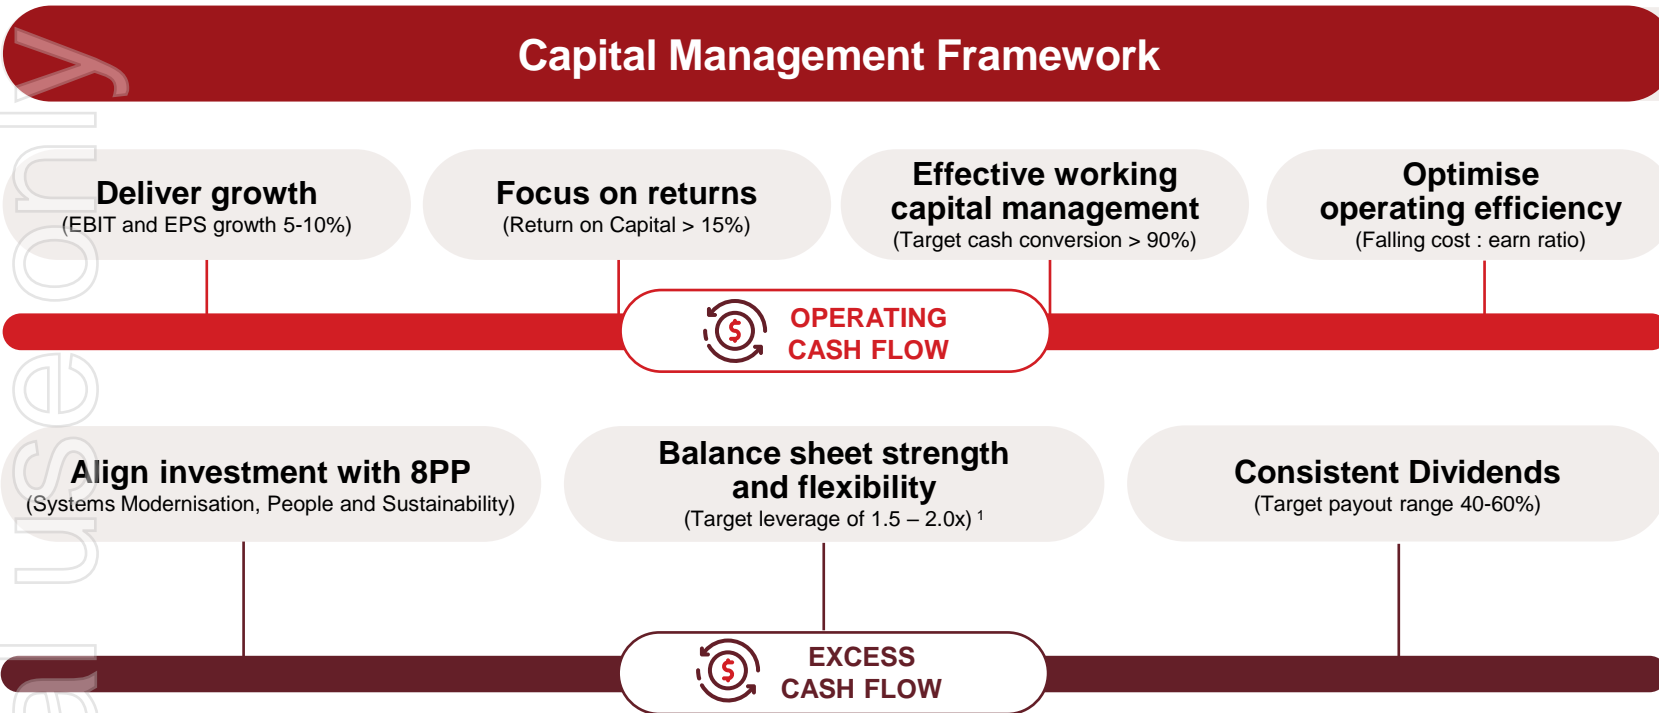 Capital Management Framework
Deliver growth
(EBIT and EPS growth 5-10%)
Focus on returns
(Return on Capital > 15%)
Effective working
capital management
(Target cash conversion > 90%)
Optimise
operating efficiency
(Falling cost : earn ratio)
OPERATING
CASH FLOW
Align investment with 8PP
(Systems Modernisation, People and Sustainability)
Balance sheet strength
and flexibility
(Target leverage of 1.5 – 2.0x) 1
Consistent Dividends
(Target payout range 40-60%)
EXCESS
CASH FLOW
use only